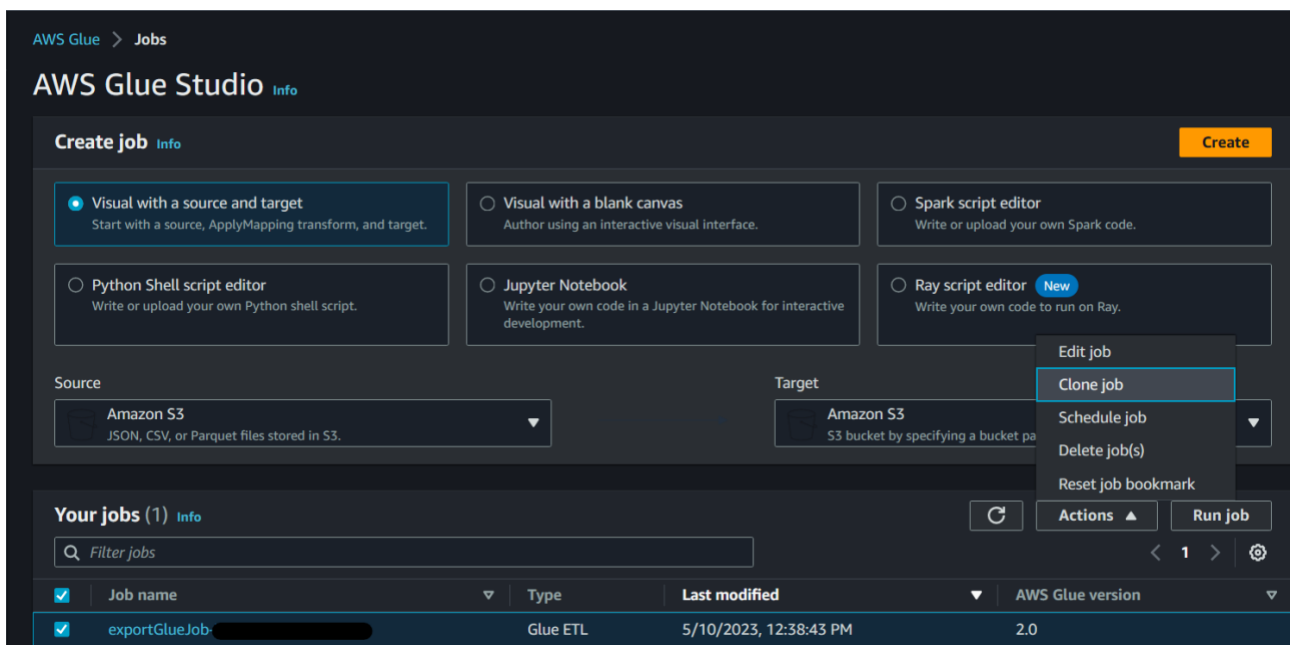 AWS Glue > Jobs
AWS Glue Studio Info
Create job Info
Create
Visual with a source and target
Start with a source, ApplyMapping transform, and target.
Visual with a blank canvas
Author using an interactive visual interface.
Spark script editor
Write or upload your own Spark code.
Python Shell script editor
Write or upload your own Python shell script.
Jupyter Notebook
Write your own code in a Jupyter Notebook for interactive
development.
Ray script editor New
Write your own code to run on Ray.
Edit job
Clone job
Schedule job
Delete job(s)
Reset job bookmark
Source
Amazon S3
JSON, CSV, or Parquet files stored in S3.
Target
Amazon S3
S3 bucket by specifying a bucket pa
Your jobs (1) Info
Actions
Run job
Filter jobs
1
Job name Type Last modified AWS Glue version
exportGlueJob- Glue ETL 5/10/2023, 12:38:43 PM 2.0